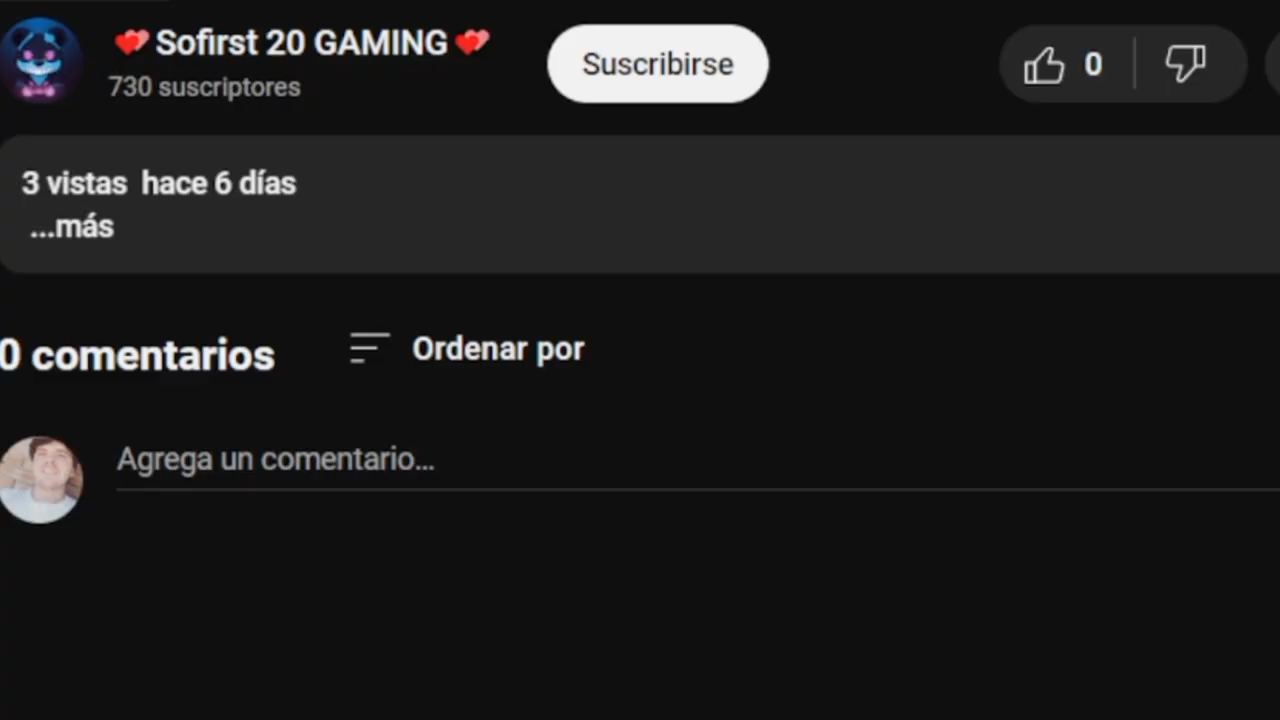 Sofirst 20 GAMING
730 suscriptores
Suscribirse
0
3 vistas hace 6 días
...más
0 comentarios
Ordenar por
Agrega un comentario...